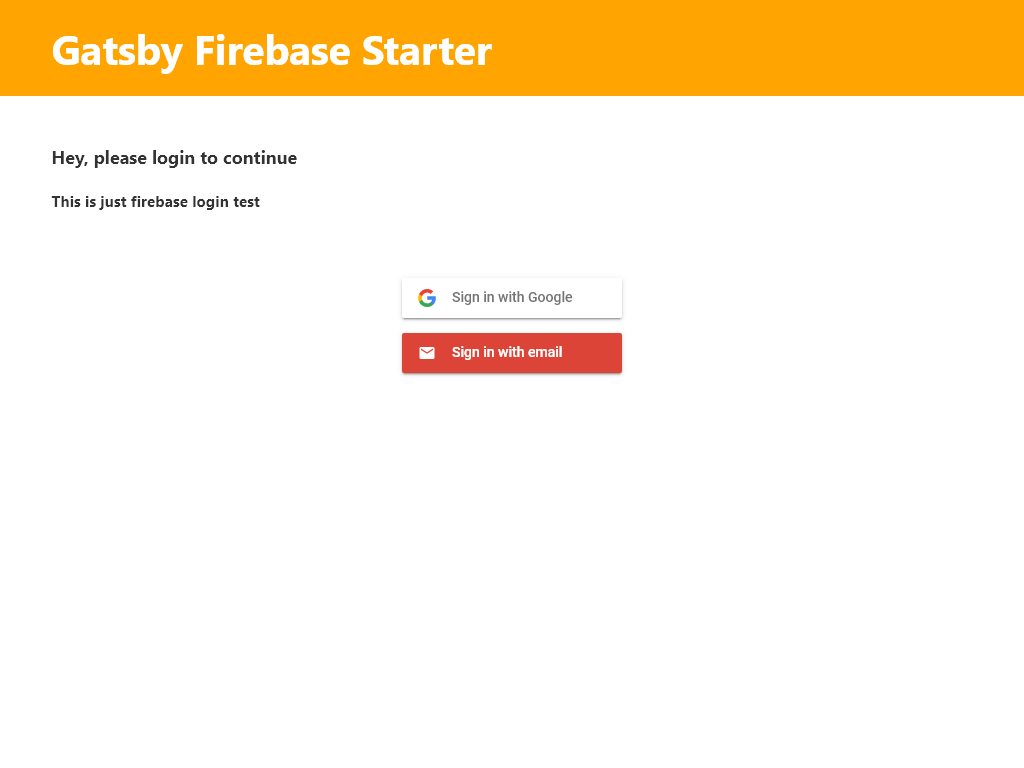 Gatsby Firebase Starter
Hey, please login to continue
This is just firebase login test
Sign in with Google
Sign in with email